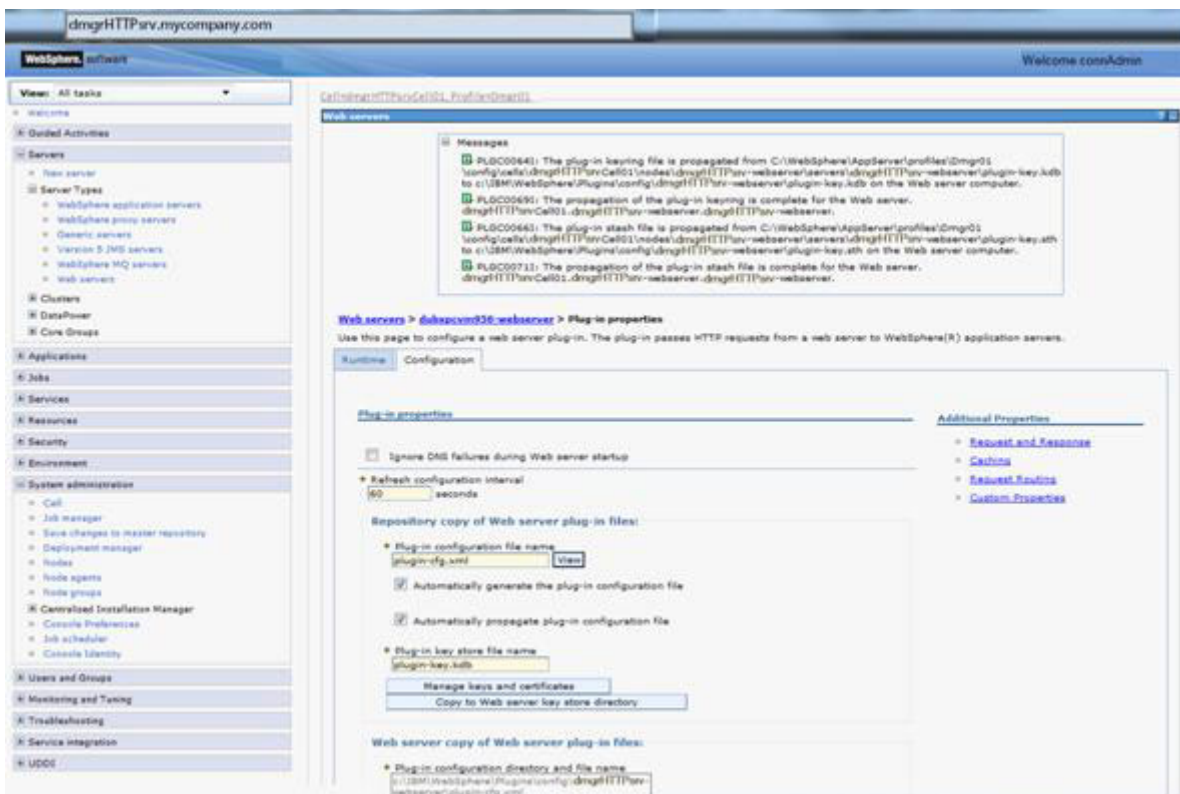 dmgrHTTPsrv.mycompany.com
WebSphere. software
Welcome connAdmin
View: All tasks
Welcome
Guided Activities
Servers
New server
Server Types
WebSphere application servers
WebSphere proxy servers
Generic servers
Version 5 JMS servers
WebSphere MQ servers
Web servers
Clusters
DataPower
Core Groups
Applications
Jobs
Services
Resources
Security
Environment
System administration
Cell
Job manager
Save changes to master repository
Deployment manager
Nodes
Node agents
Node groups
Centralized Installation Manager
Console Preferences
Job scheduler
Console Identity
Users and Groups
Monitoring and Tuning
Troubleshooting
Service integration
UDDI
Cell=dmgrHTTPsrvCell01, Profile=Dmgr01
Web servers
Messages
PLGC0064I: The plug-in keyring file is propagated from C:\WebSphere\AppServer\profiles\Dmgr01
\config\cells\dmgrHTTPsrvCell01\nodes\dmgrHTTPsrv-webserver\servers\dmgrHTTPsrv-webserver\plugin-key.kdb
to c:\IBM\WebSphere\Plugins\config\dmgrHTTPsrv-webserver\plugin-key.kdb on the Web server computer.
PLGC0069I: The propagation of the plug-in keyring is complete for the Web server.
dmgrHTTPsrvCell01.dmgrHTTPsrv-webserver.dmgrHTTPsrv-webserver.
PLGC0066I: The plug-in stash file is propagated from C:\WebSphere\AppServer\profiles\Dmgr01
\config\cells\dmgrHTTPsrvCell01\nodes\dmgrHTTPsrv-webserver\servers\dmgrHTTPsrv-webserver\plugin-key.sth
to c:\IBM\WebSphere\Plugins\config\dmgrHTTPsrv-webserver\plugin-key.sth on the Web server computer.
PLGC0071I: The propagation of the plug-in stash file is complete for the Web server.
dmgrHTTPsrvCell01.dmgrHTTPsrv-webserver.dmgrHTTPsrv-webserver.
Web servers > dubxpcvm936-webserver > Plug-in properties
Use this page to configure a web server plug-in. The plug-in passes HTTP requests from a web server to WebSphere(R) application servers.
Runtime Configuration
Plug-in properties
Ignore DNS failures during Web server startup
* Refresh configuration interval
60 seconds
Repository copy of Web server plug-in files:
* Plug-in configuration file name
plugin-cfg.xml View
Automatically generate the plug-in configuration file
Automatically propagate plug-in configuration file
* Plug-in key store file name
plugin-key.kdb
Manage keys and certificates
Copy to Web server key store directory
Web server copy of Web server plug-in files:
* Plug-in configuration directory and file name
c:\IBM\WebSphere\Plugins\config\dmgrHTTPsrv-
webserver\plugin-cfg.xml
Additional Properties
Request and Response
Caching
Request Routing
Custom Properties